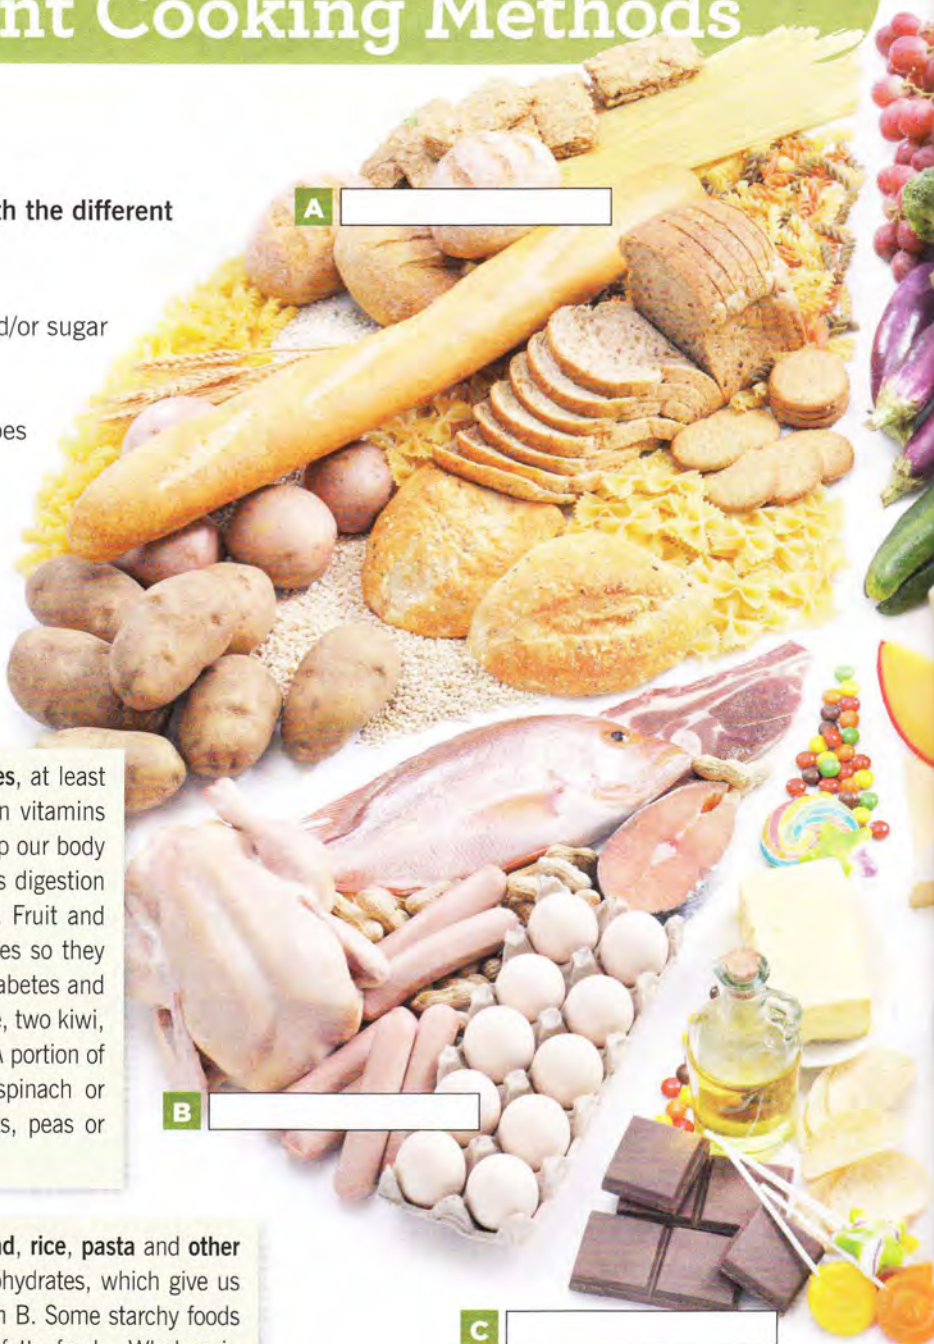 nt Cooking Methods
th the different
A
d/or sugar
es
es, at least
n vitamins
p our body
s digestion
. Fruit and
es so they
abetes and
e, two kiwi,
A portion of
spinach or
s, peas or
B
d, rice, pasta and other
ohydrates, which give us
n B. Some starchy foods
C